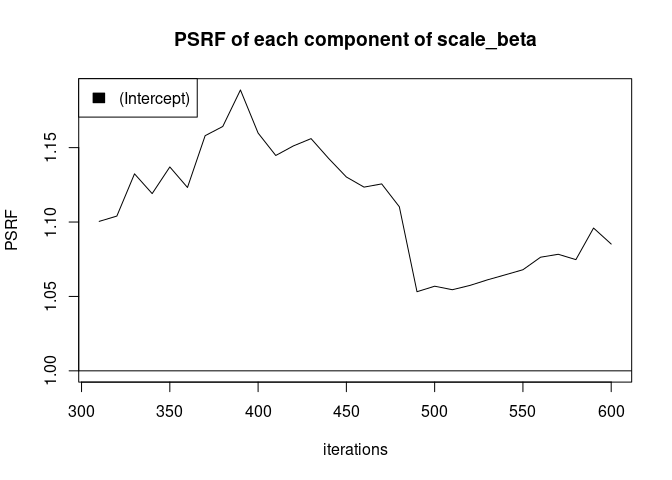 PSRF of each component of scale_beta
(Intercept)
PSRF
1.15
1.10
1.05
1.00
300 350 400 450 500 550 600
iterations